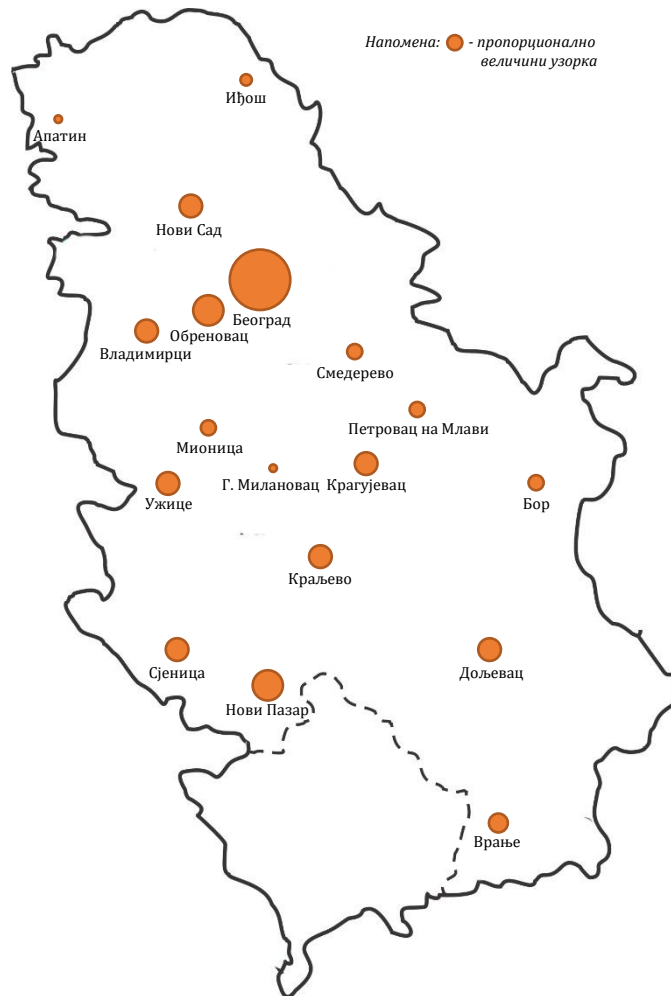 Напомена: - пропорционално
величини узорка
Иђош
Апатин
Нови Сад
Београд
Обреновац
Владимирци
Смедерево
Петровац на Млави
Мионица
Г. Милановац
Крагујевац
Ужице
Бор
Краљево
Сјеница
Дољевац
Нови Пазар
Врање